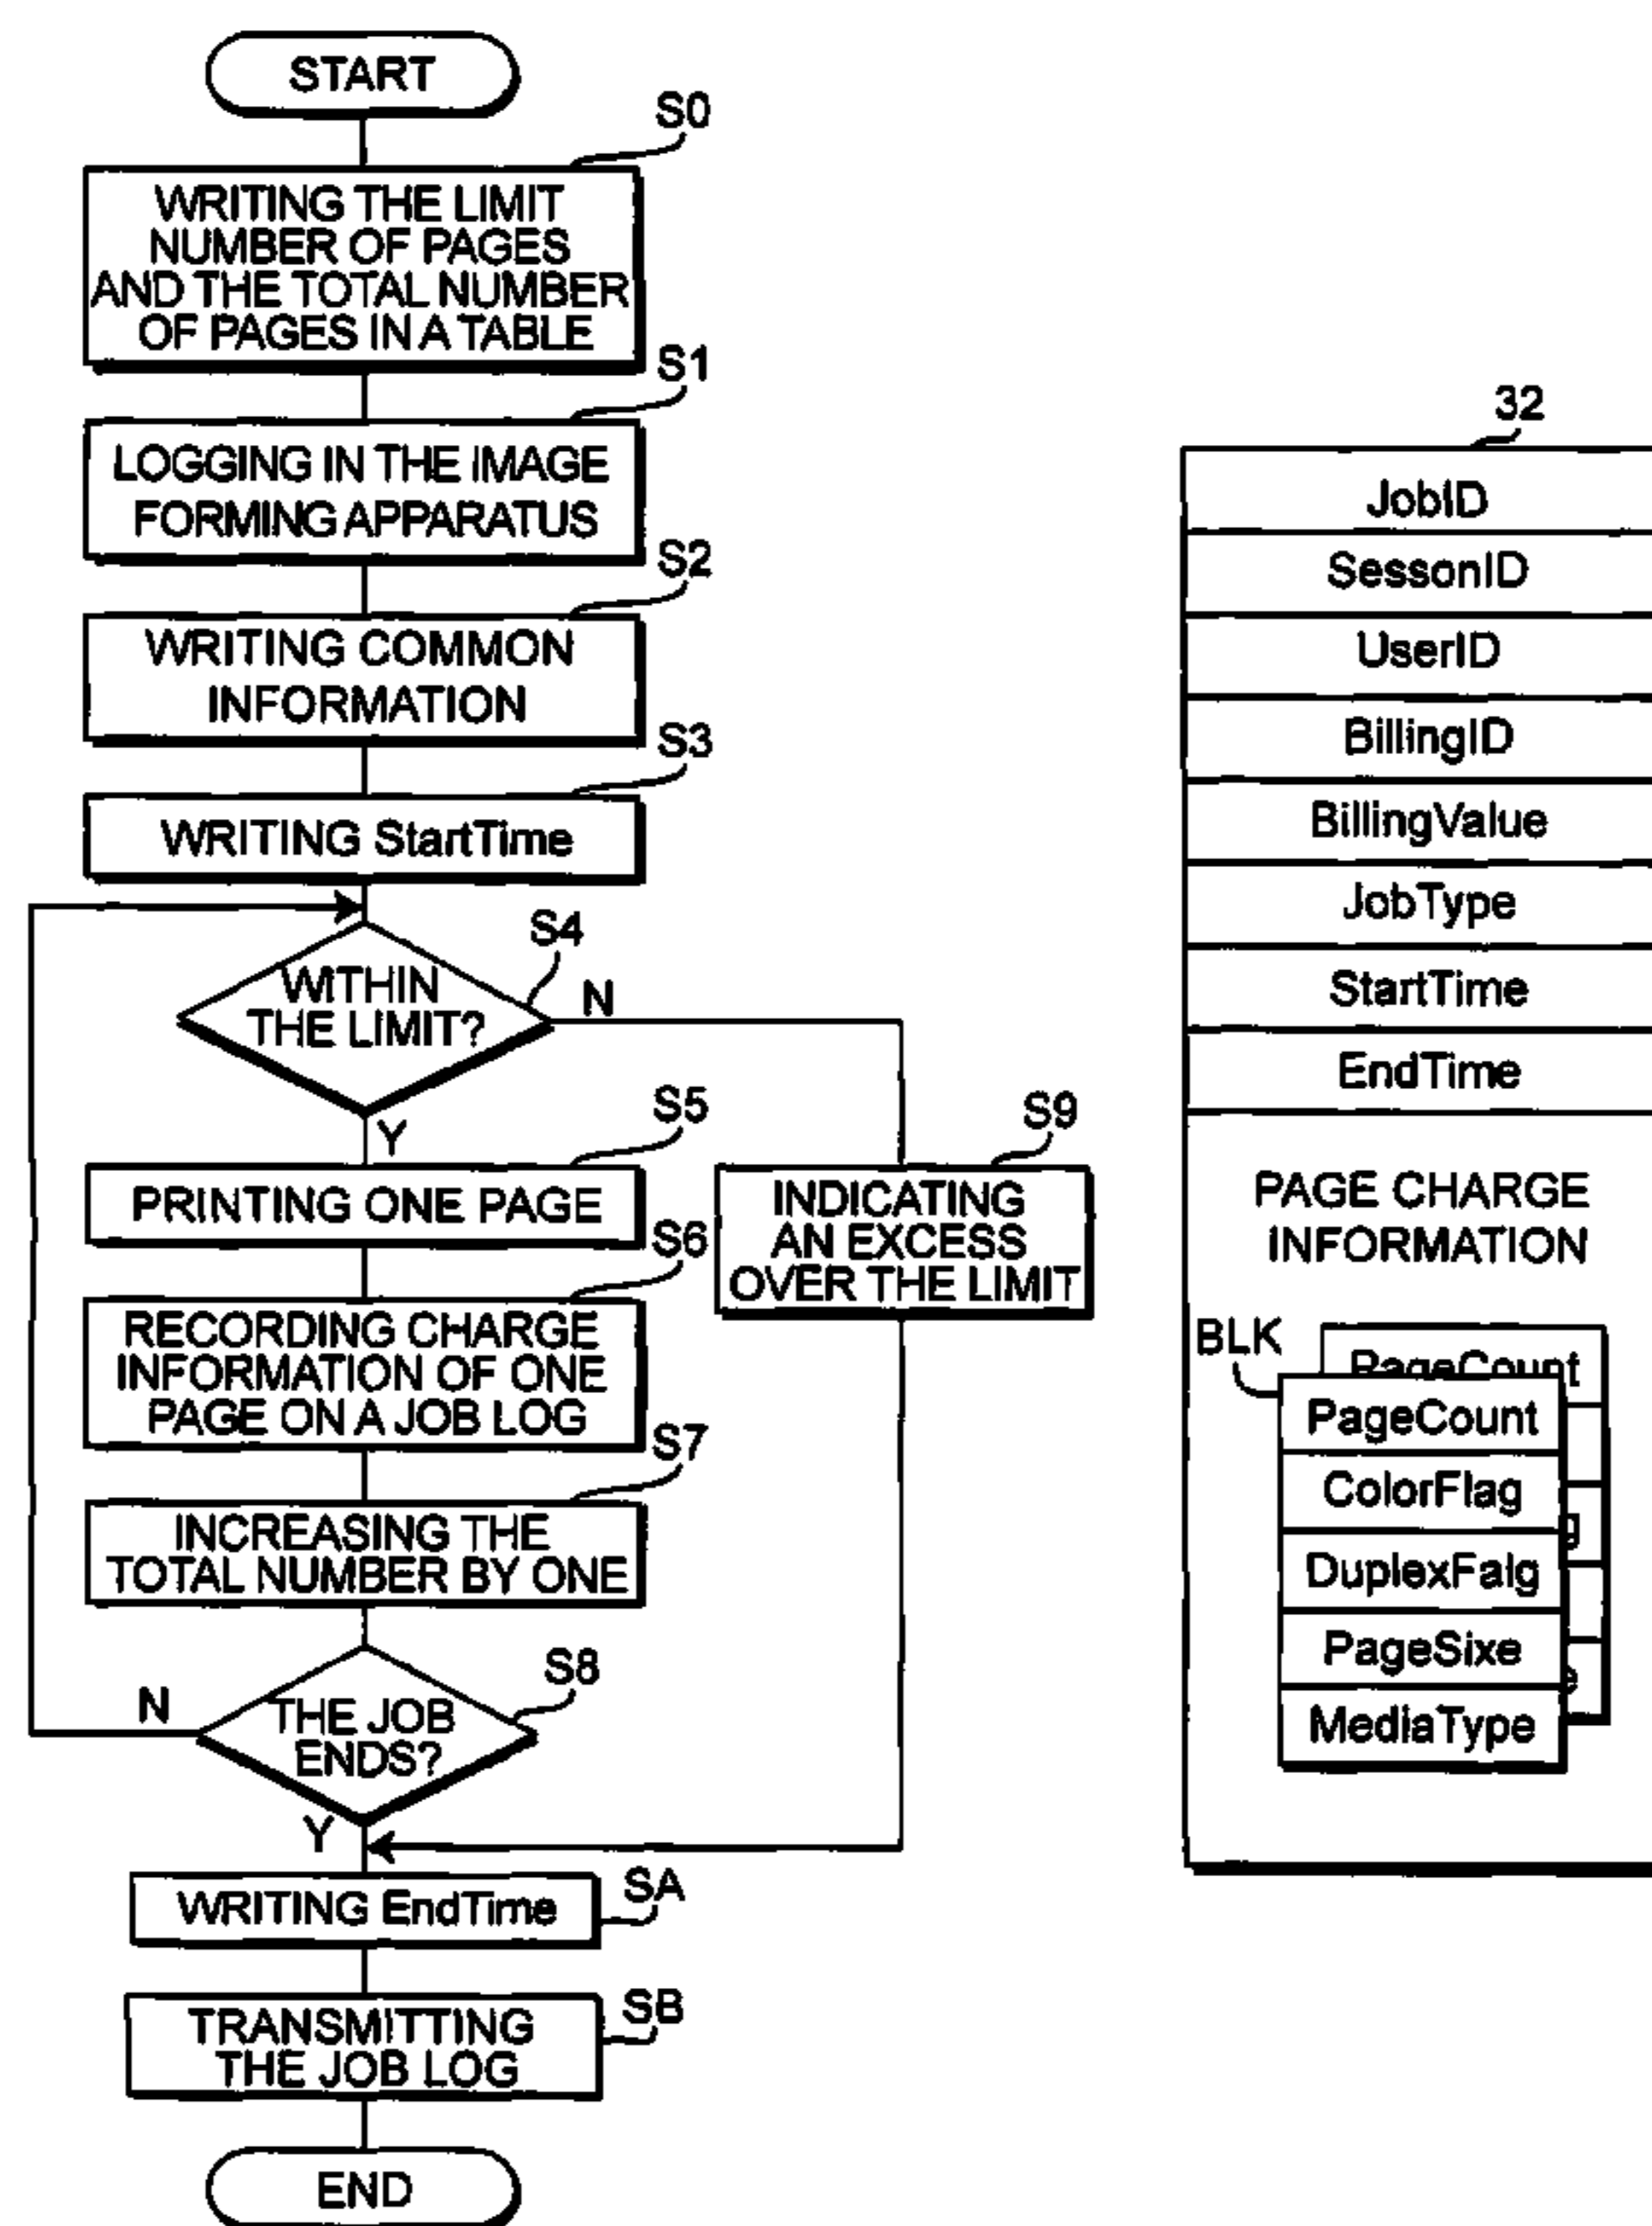 START
S0
WRITING THE LIMIT
NUMBER OF PAGES
AND THE TOTAL NUMBER
OF PAGES IN A TABLE
S1
LOGGING IN THE IMAGE
FORMING APPARATUS
S2
WRITING COMMON
INFORMATION
S3
WRITING StartTime
S4
WITHIN
THE LIMIT?
N
Y
S5
PRINTING ONE PAGE
S6
RECORDING CHARGE
INFORMATION OF ONE
PAGE ON A JOB LOG
S7
INCREASING THE
TOTAL NUMBER BY ONE
S8
THE JOB
ENDS?
N
Y
S9
INDICATING
AN EXCESS
OVER THE LIMIT
SA
WRITING EndTime
SB
TRANSMITTING
THE JOB LOG
END
32
JobID
SessonID
UserID
BillingID
BillingValue
JobType
StartTime
EndTime
PAGE CHARGE
INFORMATION
BLK
PageCount
PageCount
ColorFlag
DuplexFalg
PageSixe
MediaType